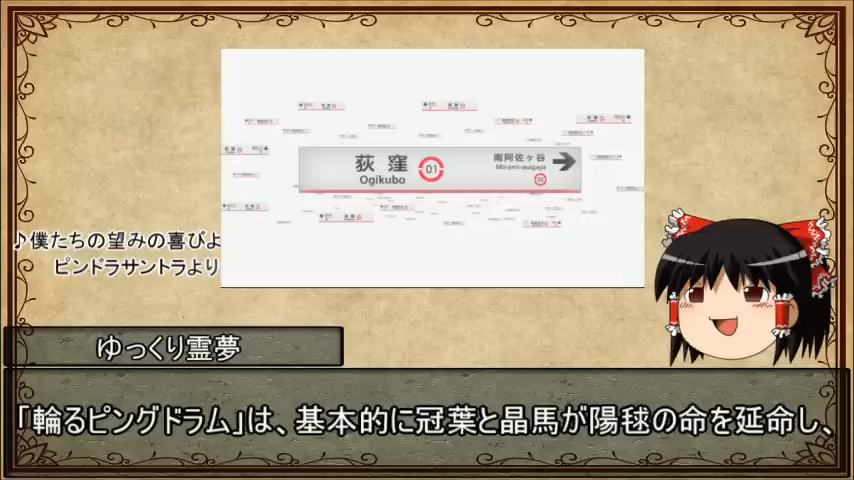 荻窪
Ogikubo
01
南阿佐ヶ谷
Minami-asagaya
02
♪僕たちの望みの喜びよ
ピンドラサントラより
ゆっくり霊夢
「輪るピングドラム」は、基本的に冠葉と晶馬が陽毬の命を延命し、